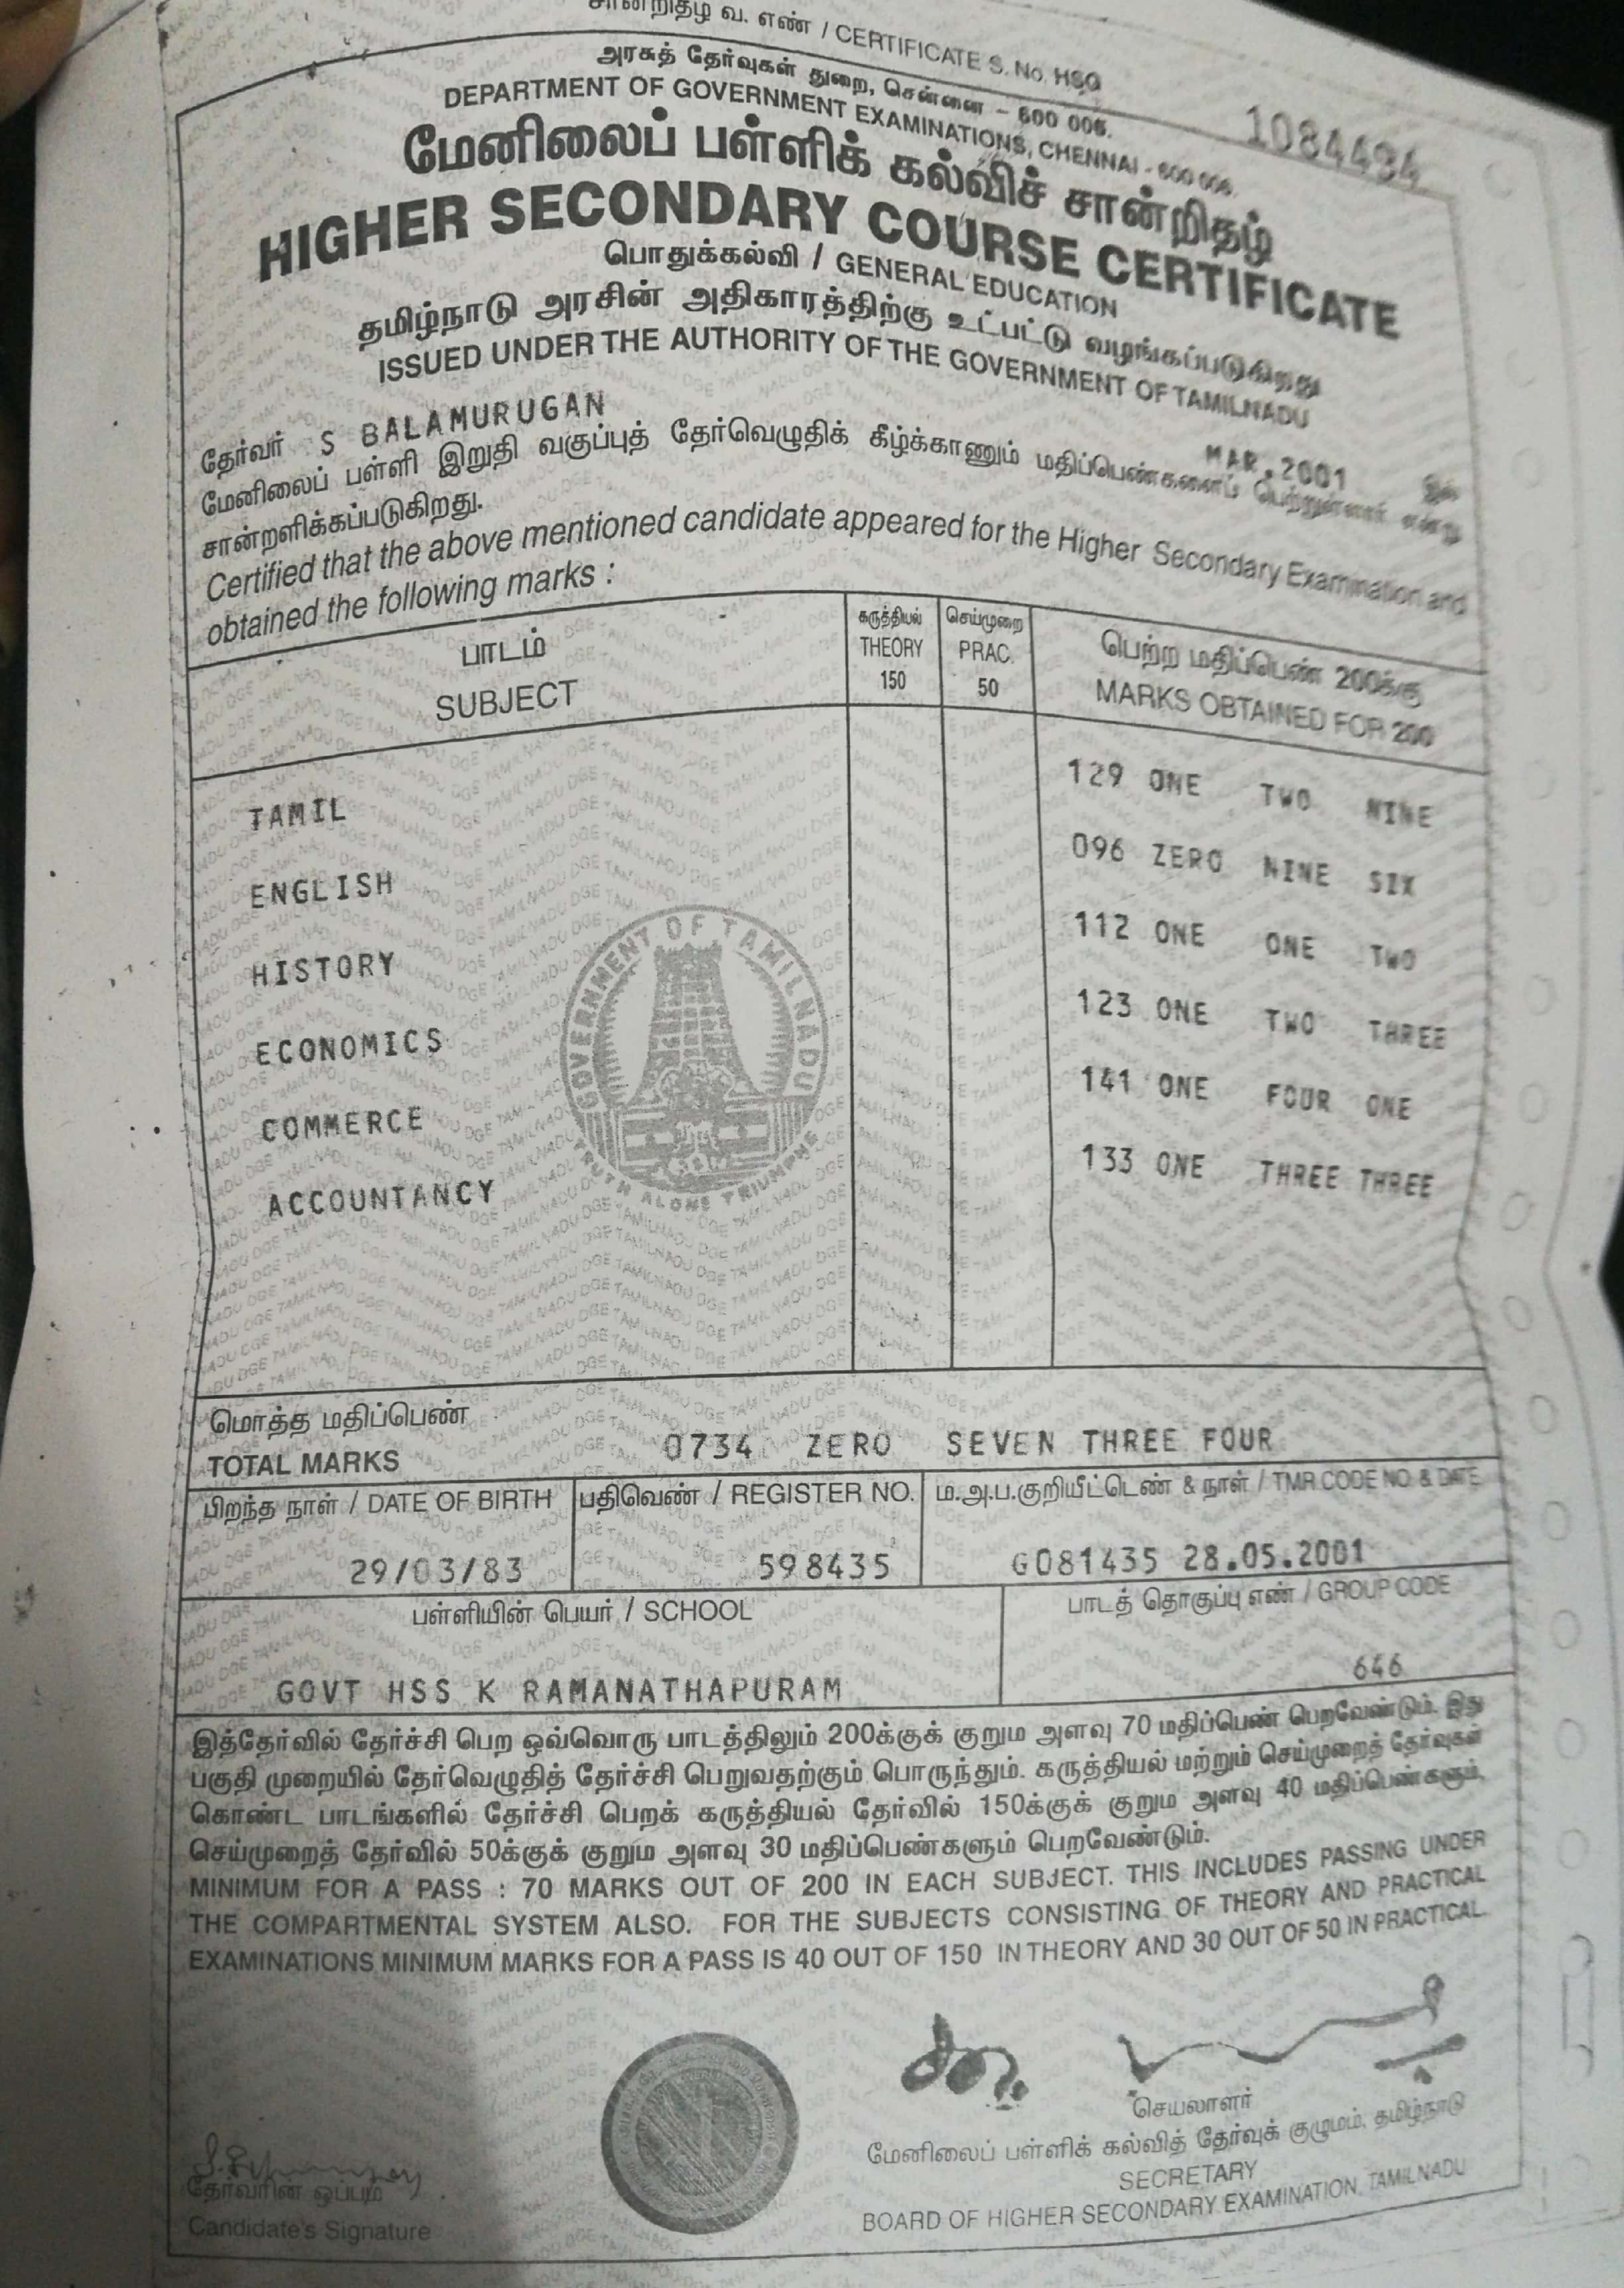 சான்றிதழ் வ. எண் / CERTIFICATE S. No. HSG
1084494
அரசுத் தேர்வுகள் துறை, சென்னை – 600 006.
DEPARTMENT OF GOVERNMENT EXAMINATIONS, CHENNAI - 600 006.
மேனிலைப் பள்ளிக் கல்விச் சான்றிதழ்
HIGHER SECONDARY COURSE CERTIFICATE
பொதுக்கல்வி / GENERAL EDUCATION
தமிழ்நாடு அரசின் அதிகாரத்திற்கு உட்பட்டு வழங்கப்படுகிறது
ISSUED UNDER THE AUTHORITY OF THE GOVERNMENT OF TAMILNADU
தேர்வர் S BALAMURUGAN MAR,2001 இல்
மேனிலைப் பள்ளி இறுதி வகுப்புத் தேர்வெழுதிக் கீழ்க்காணும் மதிப்பெண்களைப் பெற்றுள்ளார் என்று
சான்றளிக்கப்படுகிறது.
Certified that the above mentioned candidate appeared for the Higher Secondary Examination and
obtained the following marks :
பாடம் கருத்தியல் செய்முறை பெற்ற மதிப்பெண் 200க்கு
SUBJECT THEORY PRAC. MARKS OBTAINED FOR 200
150 50
TAMIL 129 ONE TWO NINE
ENGLISH 096 ZERO NINE SIX
HISTORY 112 ONE ONE TWO
ECONOMICS 123 ONE TWO THREE
COMMERCE 141 ONE FOUR ONE
ACCOUNTANCY 133 ONE THREE THREE
GOVERNMENT OF TAMILNADU
TRUTH ALONE TRIUMPHS
மொத்த மதிப்பெண்
TOTAL MARKS 0734 ZERO SEVEN THREE FOUR
பிறந்த நாள் / DATE OF BIRTH பதிவெண் / REGISTER NO. ம.அ.ப.குறியீட்டெண் & நாள் / TMR CODE NO. & DATE
29/03/83 598435 G081435 28.05.2001
பள்ளியின் பெயர் / SCHOOL பாடத் தொகுப்பு எண் / GROUP CODE
GOVT HSS K RAMANATHAPURAM 646
இத்தேர்வில் தேர்ச்சி பெற ஒவ்வொரு பாடத்திலும் 200க்குக் குறும அளவு 70 மதிப்பெண் பெறவேண்டும். இது
பகுதி முறையில் தேர்வெழுதித் தேர்ச்சி பெறுவதற்கும் பொருந்தும். கருத்தியல் மற்றும் செய்முறைத் தேர்வுகள்
கொண்ட பாடங்களில் தேர்ச்சி பெறக் கருத்தியல் தேர்வில் 150க்குக் குறும அளவு 40 மதிப்பெண்களும்,
செய்முறைத் தேர்வில் 50க்குக் குறும அளவு 30 மதிப்பெண்களும் பெறவேண்டும்.
MINIMUM FOR A PASS : 70 MARKS OUT OF 200 IN EACH SUBJECT. THIS INCLUDES PASSING UNDER
THE COMPARTMENTAL SYSTEM ALSO. FOR THE SUBJECTS CONSISTING OF THEORY AND PRACTICAL
EXAMINATIONS MINIMUM MARKS FOR A PASS IS 40 OUT OF 150 IN THEORY AND 30 OUT OF 50 IN PRACTICAL.
செயலாளர்
மேனிலைப் பள்ளிக் கல்வித் தேர்வுக் குழுமம், தமிழ்நாடு
SECRETARY
BOARD OF HIGHER SECONDARY EXAMINATION, TAMILNADU
தேர்வரின் ஒப்பம்
Candidate's Signature